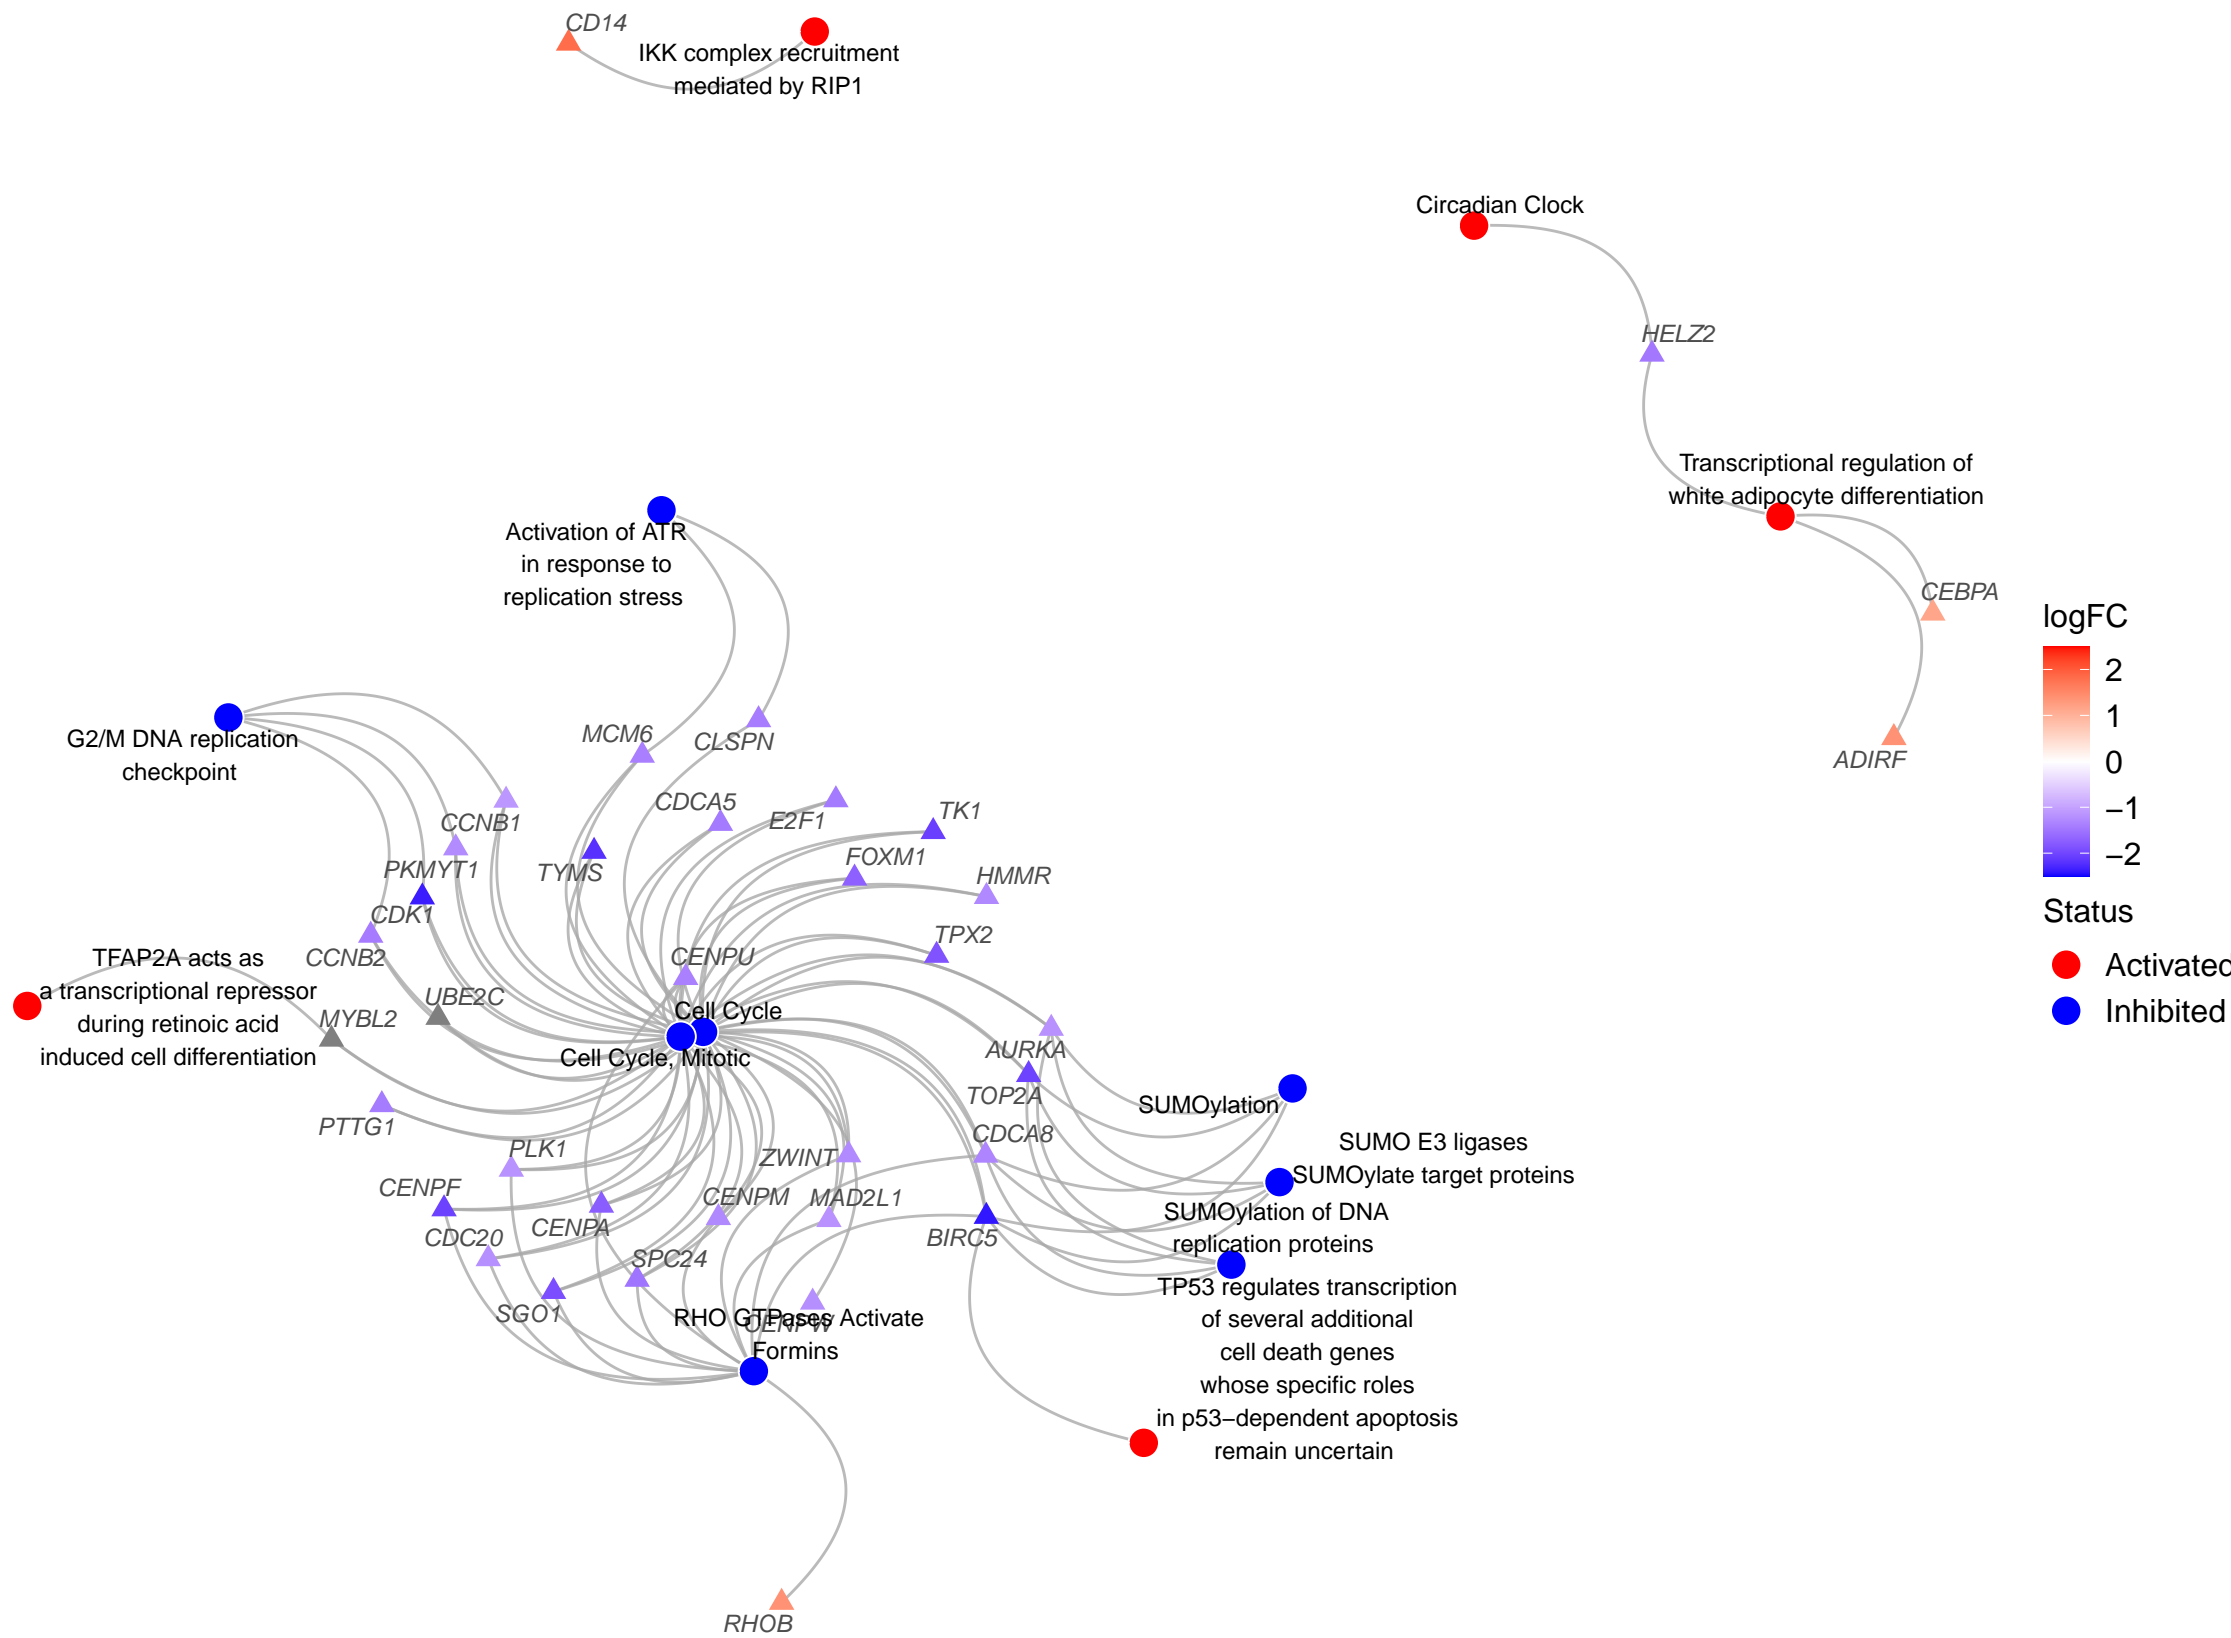 CD14
IKK complex recruitment
mediated by RIP1
Circadian Clock
HELZ2
Transcriptional regulation of
white adipocyte differentiation
CEBPA
ADIRF
Activation of ATR
in response to
replication stress
G2/M DNA replication
checkpoint
MCM6
CLSPN
CDCA5
E2F1
TK1
CCNB1
PKMYT1
TYMS
FOXM1
HMMR
CDK1
CCNB2
TPX2
CENPU
TFAP2A acts as
a transcriptional repressor
during retinoic acid
induced cell differentiation
UBE2C
MYBL2
Cell Cycle
Cell Cycle, Mitotic
AURKA
TOP2A
PTTG1
PLK1
ZWINT
CDCA8
SUMOylation
SUMO E3 ligases
SUMOylate target proteins
CENPF
CENPM
MAD2L1
CDC20
CENPA
BIRC5
SUMOylation of DNA
replication proteins
SPC24
SGO1
RHO GTPases Activate
Formins
CENPW
TP53 regulates transcription
of several additional
cell death genes
whose specific roles
in p53−dependent apoptosis
remain uncertain
RHOB
logFC
2
1
0
−1
−2
Status
Activated
Inhibited